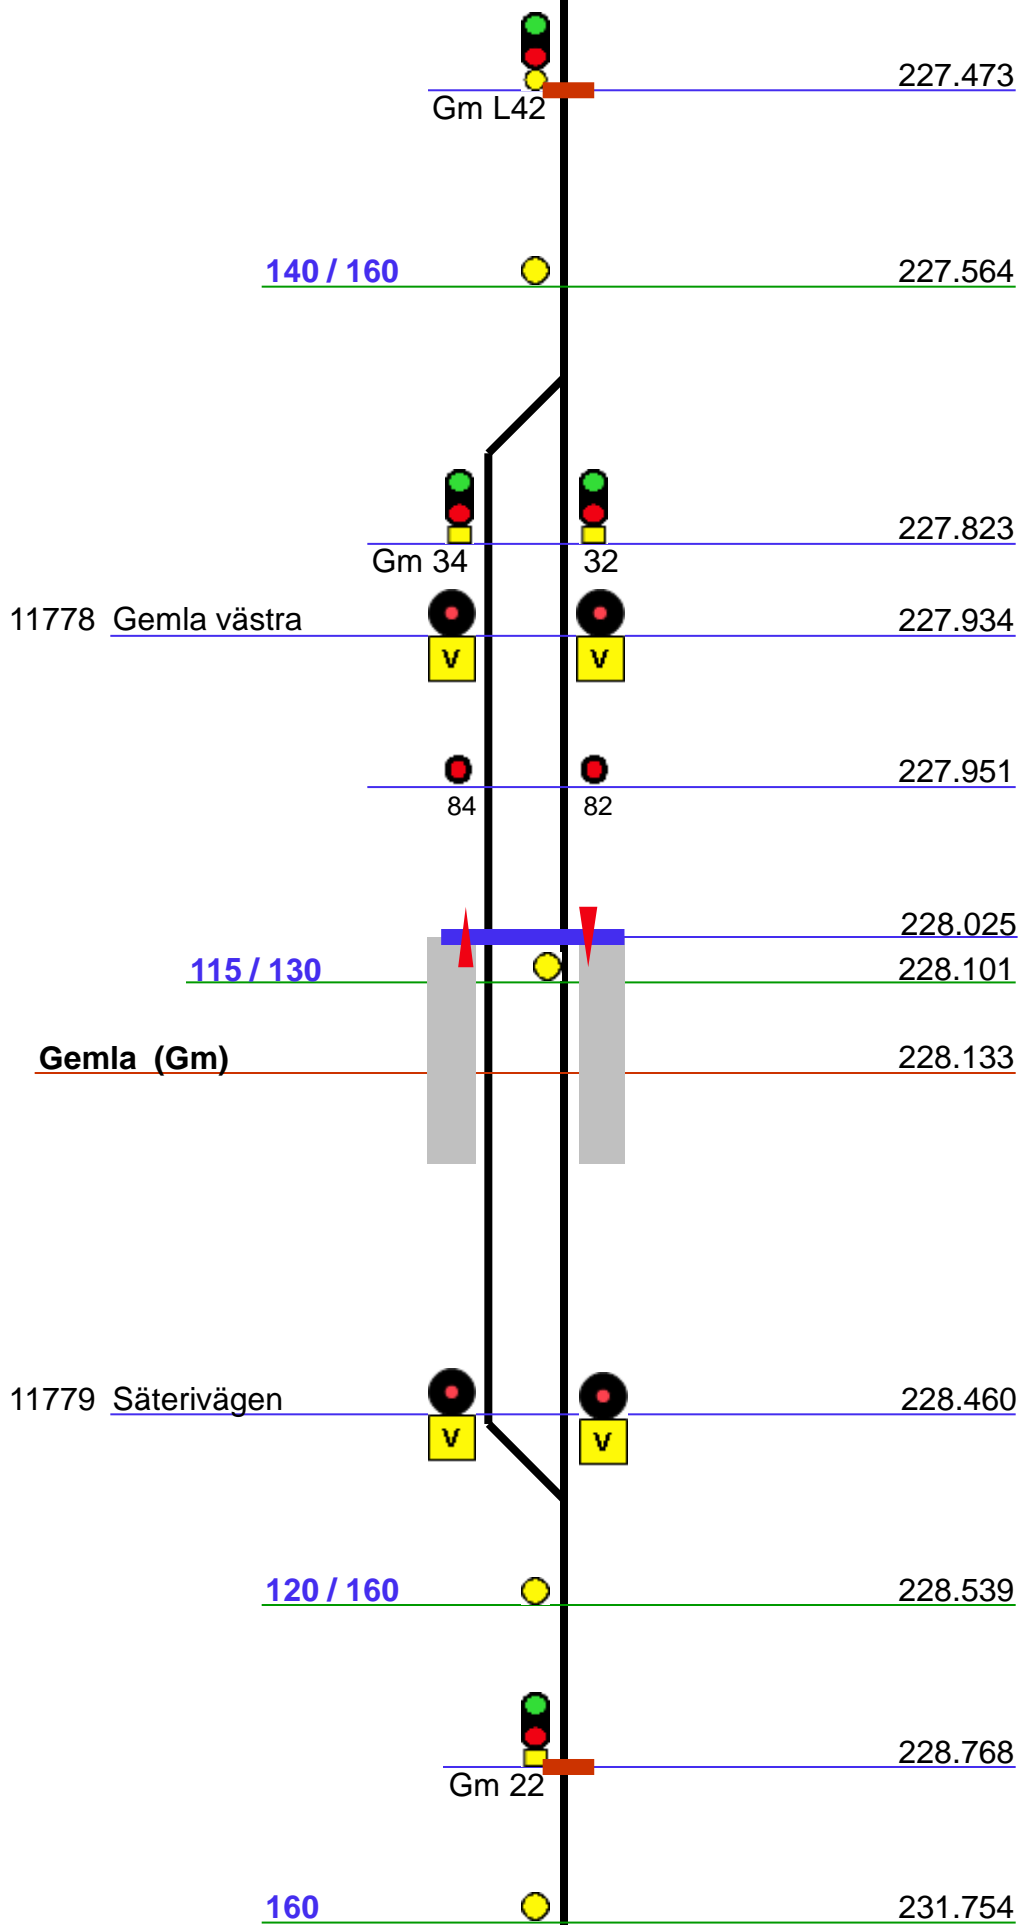 227.473
Gm L42
140 / 160 227.564
227.823
Gm 34 32
11778 Gemla västra 227.934
V V
227.951
84 82
228.025
115 / 130 228.101
Gemla (Gm) 228.133
11779 Säterivägen 228.460
V V
120 / 160 228.539
228.768
Gm 22
160 231.754